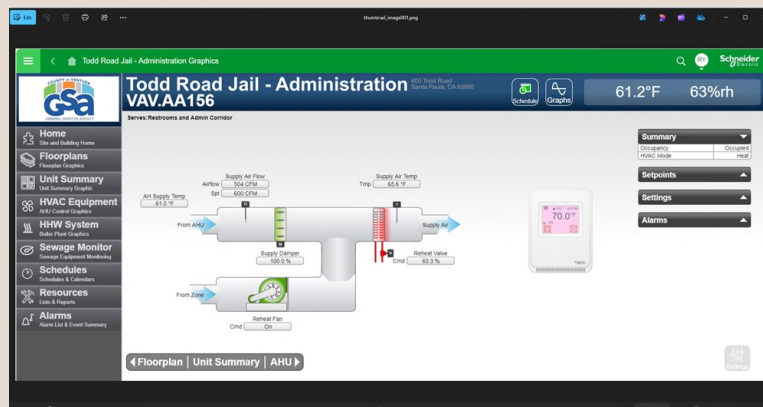 Edit
thumbnail_image001.png
Todd Road Jail - Administration Graphics
RY
Schneider
Electric
COUNTY of VENTURA
GSa
GENERAL SERVICES AGENCY
Todd Road Jail - Administration
VAV.AA156
600 Todd Road
Santa Paula, CA 93060
Schedule
Graphs
61.2°F
63%rh
Serves: Restrooms and Admin Corridor
Home
Site and Building Home
Floorplans
Floorplan Graphics
Unit Summary
Unit Summary Graphic
HVAC Equipment
AHU Control Graphics
HHW System
Boiler Plant Graphics
Sewage Monitor
Sewage Equipment Monitoring
Schedules
Schedules & Calendars
Resources
Lists & Reports
Alarms
Alarm List & Event Summary
Supply Air Flow
Airflow 504 CFM
Spt 600 CFM
AH Supply Temp
61.0 °F
Supply Air Temp
Tmp 65.6 °F
From AHU
Supply Air
Supply Damper
100.0 %
Reheat Valve
Cmd 63.3 %
From Zone
Reheat Fan
Cmd On
70.0°
Summary
Occupancy Occupied
HVAC Mode Heat
Setpoints
Settings
Alarms
Floorplan | Unit Summary | AHU
Settings